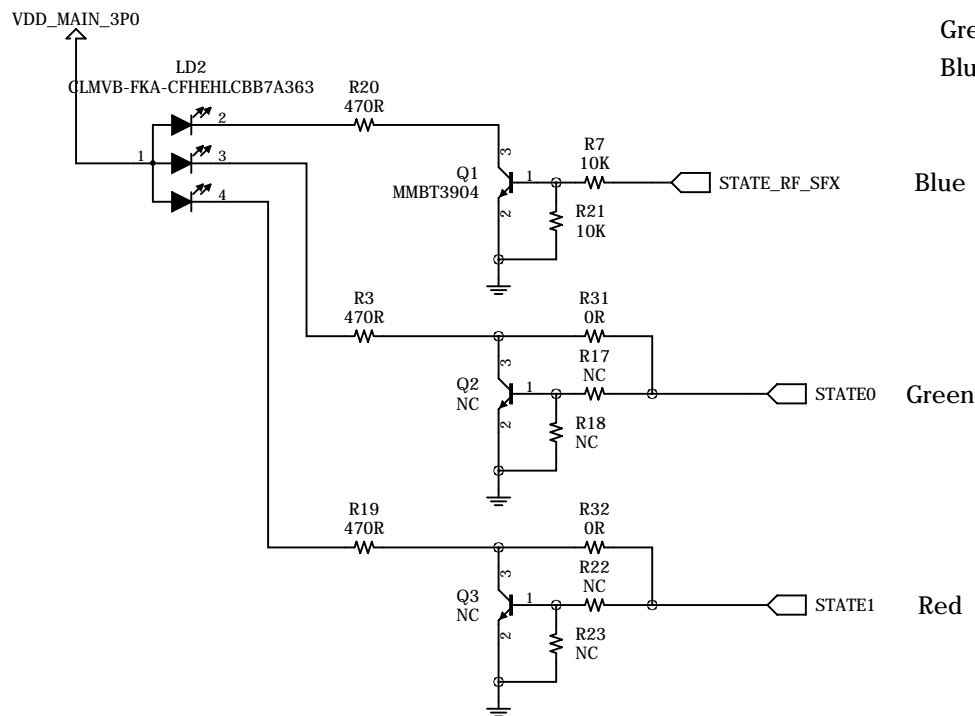 VDD_MAIN_3P0
Gre
Blu
LD2
CLMVB-FKA-CFHEHLCBB7A363
R20
470R
2
1
3
4
3
Q1
MMBT3904
1
2
R7
10K
STATE_RF_SFX
Blue
R21
10K
R3
470R
R31
0R
3
R17
NC
Q2
NC
1
2
STATE0
Green
R18
NC
R19
470R
R32
0R
3
R22
NC
Q3
NC
1
2
STATE1
Red
R23
NC